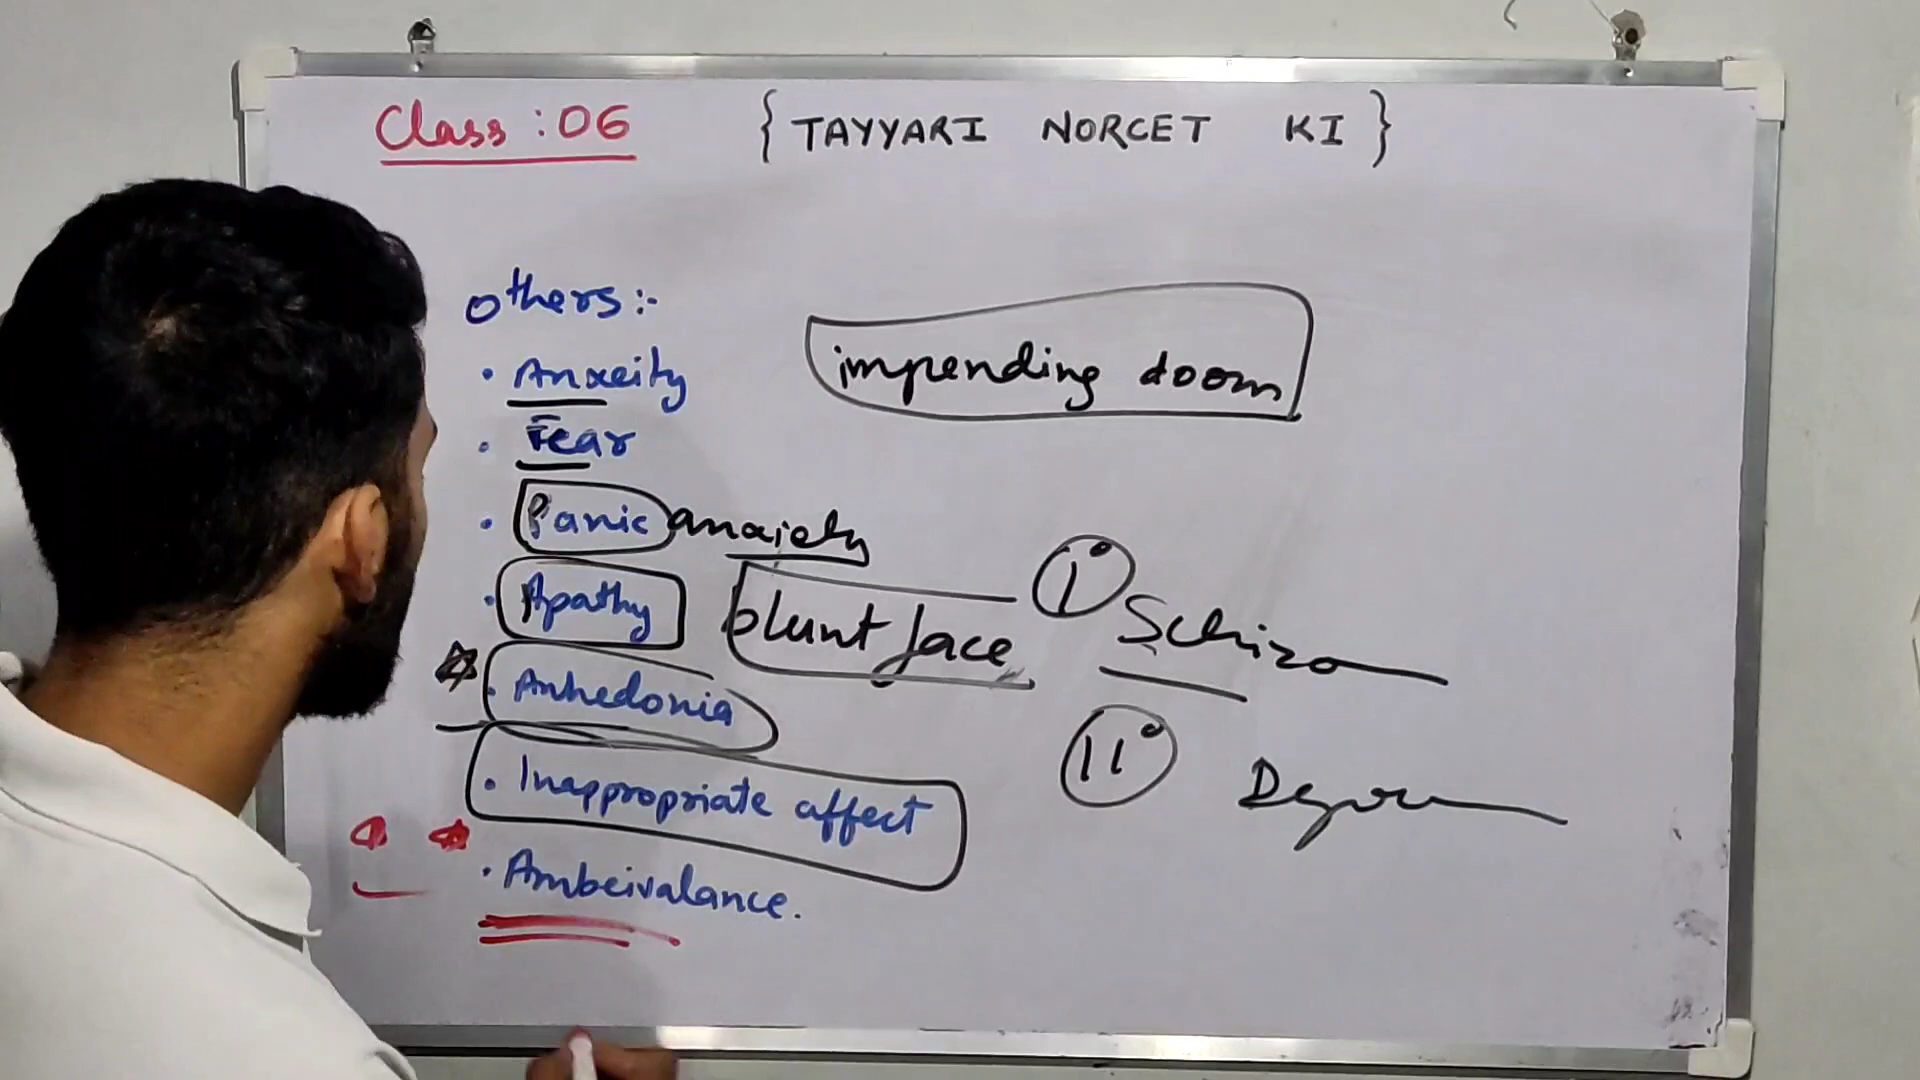 Class : 06 { TAYYARI NORCET KI }
Others :-
• Anxeity
impending doom
• Fear
• Panic anxiety
• Apathy
blunt face
I° Schizo
• Anhedonia
• Inappropriate affect
II°
• Ambeivalance.